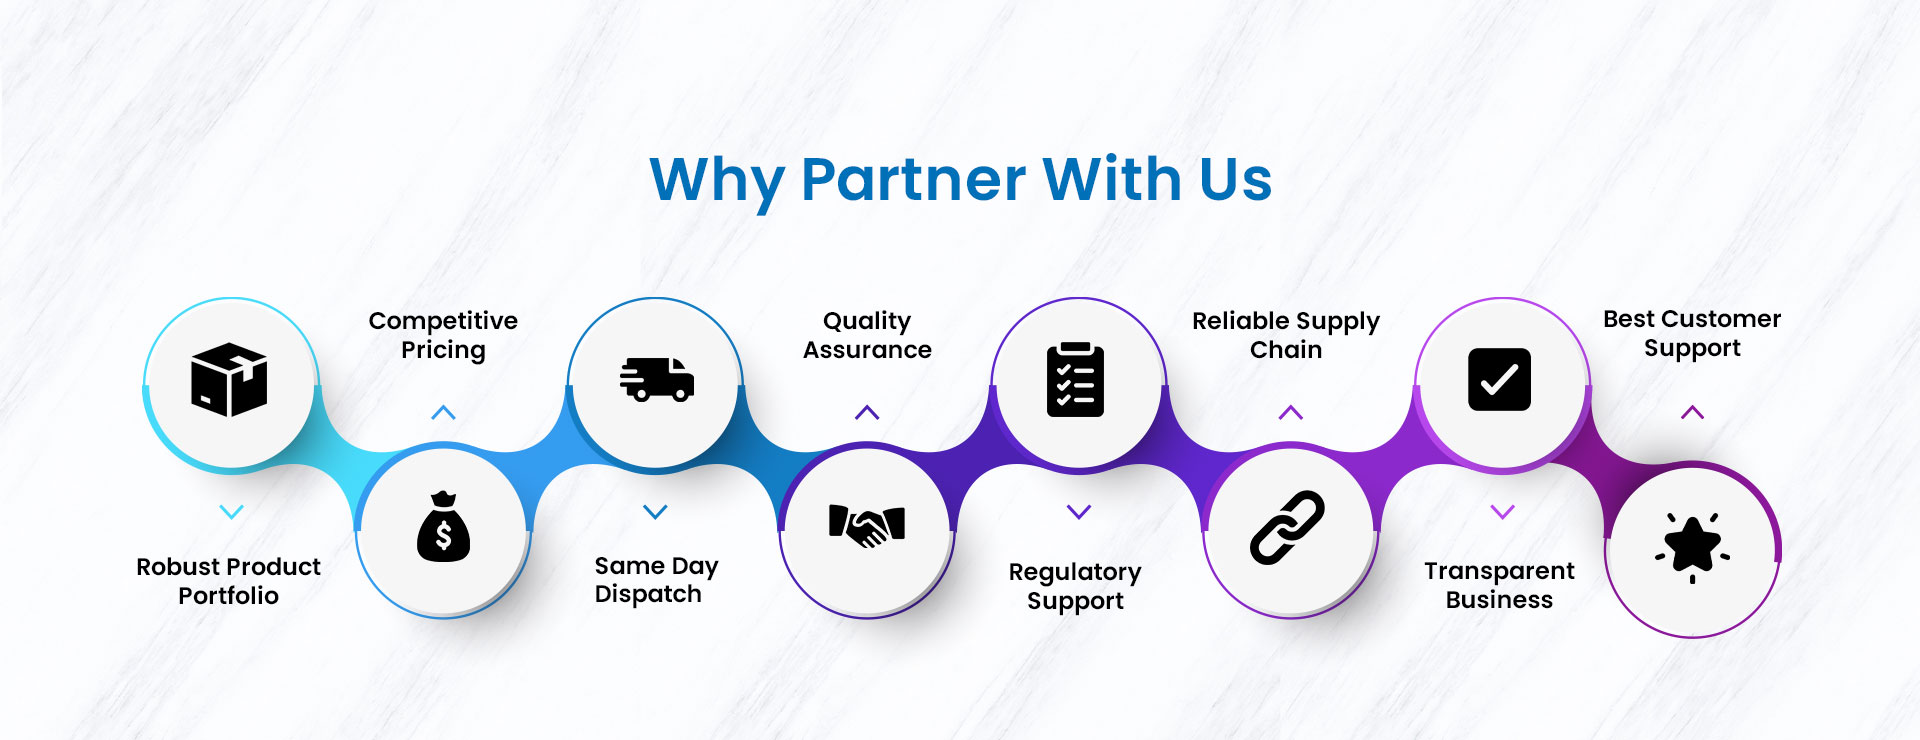 Why Partner With Us
Robust Product
Portfolio
Competitive
Pricing
Same Day
Dispatch
Quality
Assurance
Regulatory
Support
Reliable Supply
Chain
Transparent
Business
Best Customer
Support